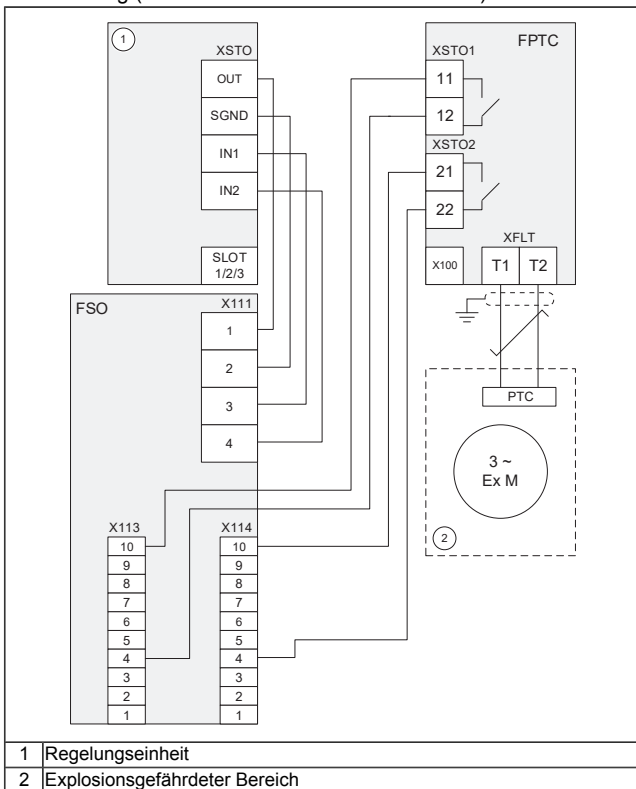 1
XSTO
OUT
SGND
IN1
IN2
SLOT
1/2/3
FPTC
XSTO1
11
12
XSTO2
21
22
XFLT
X100
T1
T2
PTC
3 ~
Ex M
2
FSO
X111
1
2
3
4
X113
10
9
8
7
6
5
4
3
2
1
X114
10
9
8
7
6
5
4
3
2
1
1 Regelungseinheit
2 Explosionsgefährdeter Bereich